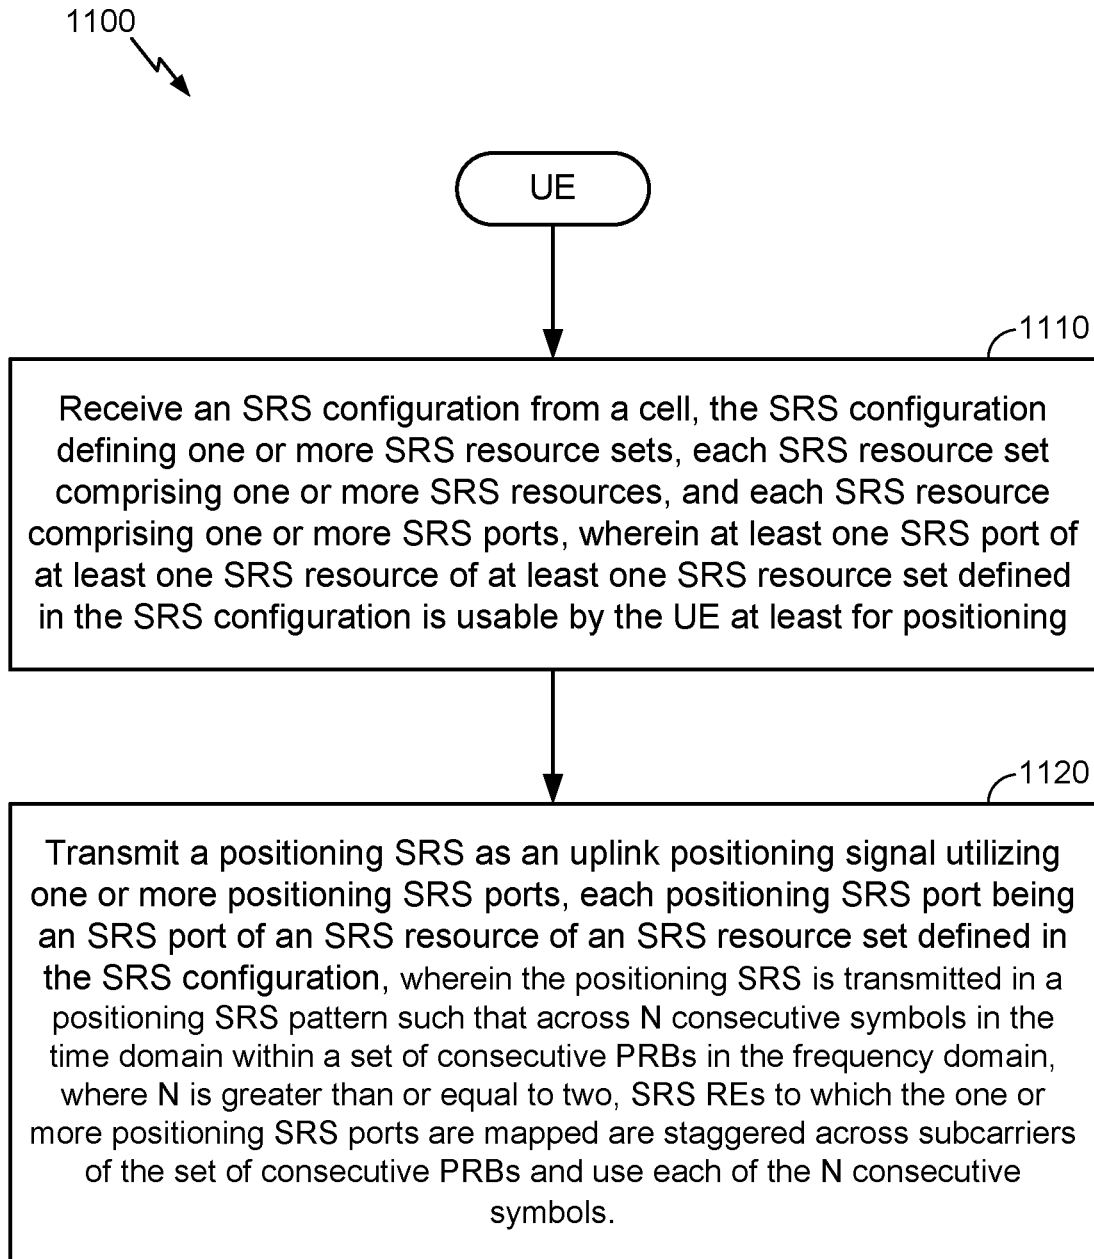 1100
UE
1110
Receive an SRS configuration from a cell, the SRS configuration
defining one or more SRS resource sets, each SRS resource set
comprising one or more SRS resources, and each SRS resource
comprising one or more SRS ports, wherein at least one SRS port of
at least one SRS resource of at least one SRS resource set defined
in the SRS configuration is usable by the UE at least for positioning
1120
Transmit a positioning SRS as an uplink positioning signal utilizing
one or more positioning SRS ports, each positioning SRS port being
an SRS port of an SRS resource of an SRS resource set defined in
the SRS configuration, wherein the positioning SRS is transmitted in a
positioning SRS pattern such that across N consecutive symbols in the
time domain within a set of consecutive PRBs in the frequency domain,
where N is greater than or equal to two, SRS REs to which the one or
more positioning SRS ports are mapped are staggered across subcarriers
of the set of consecutive PRBs and use each of the N consecutive
symbols.